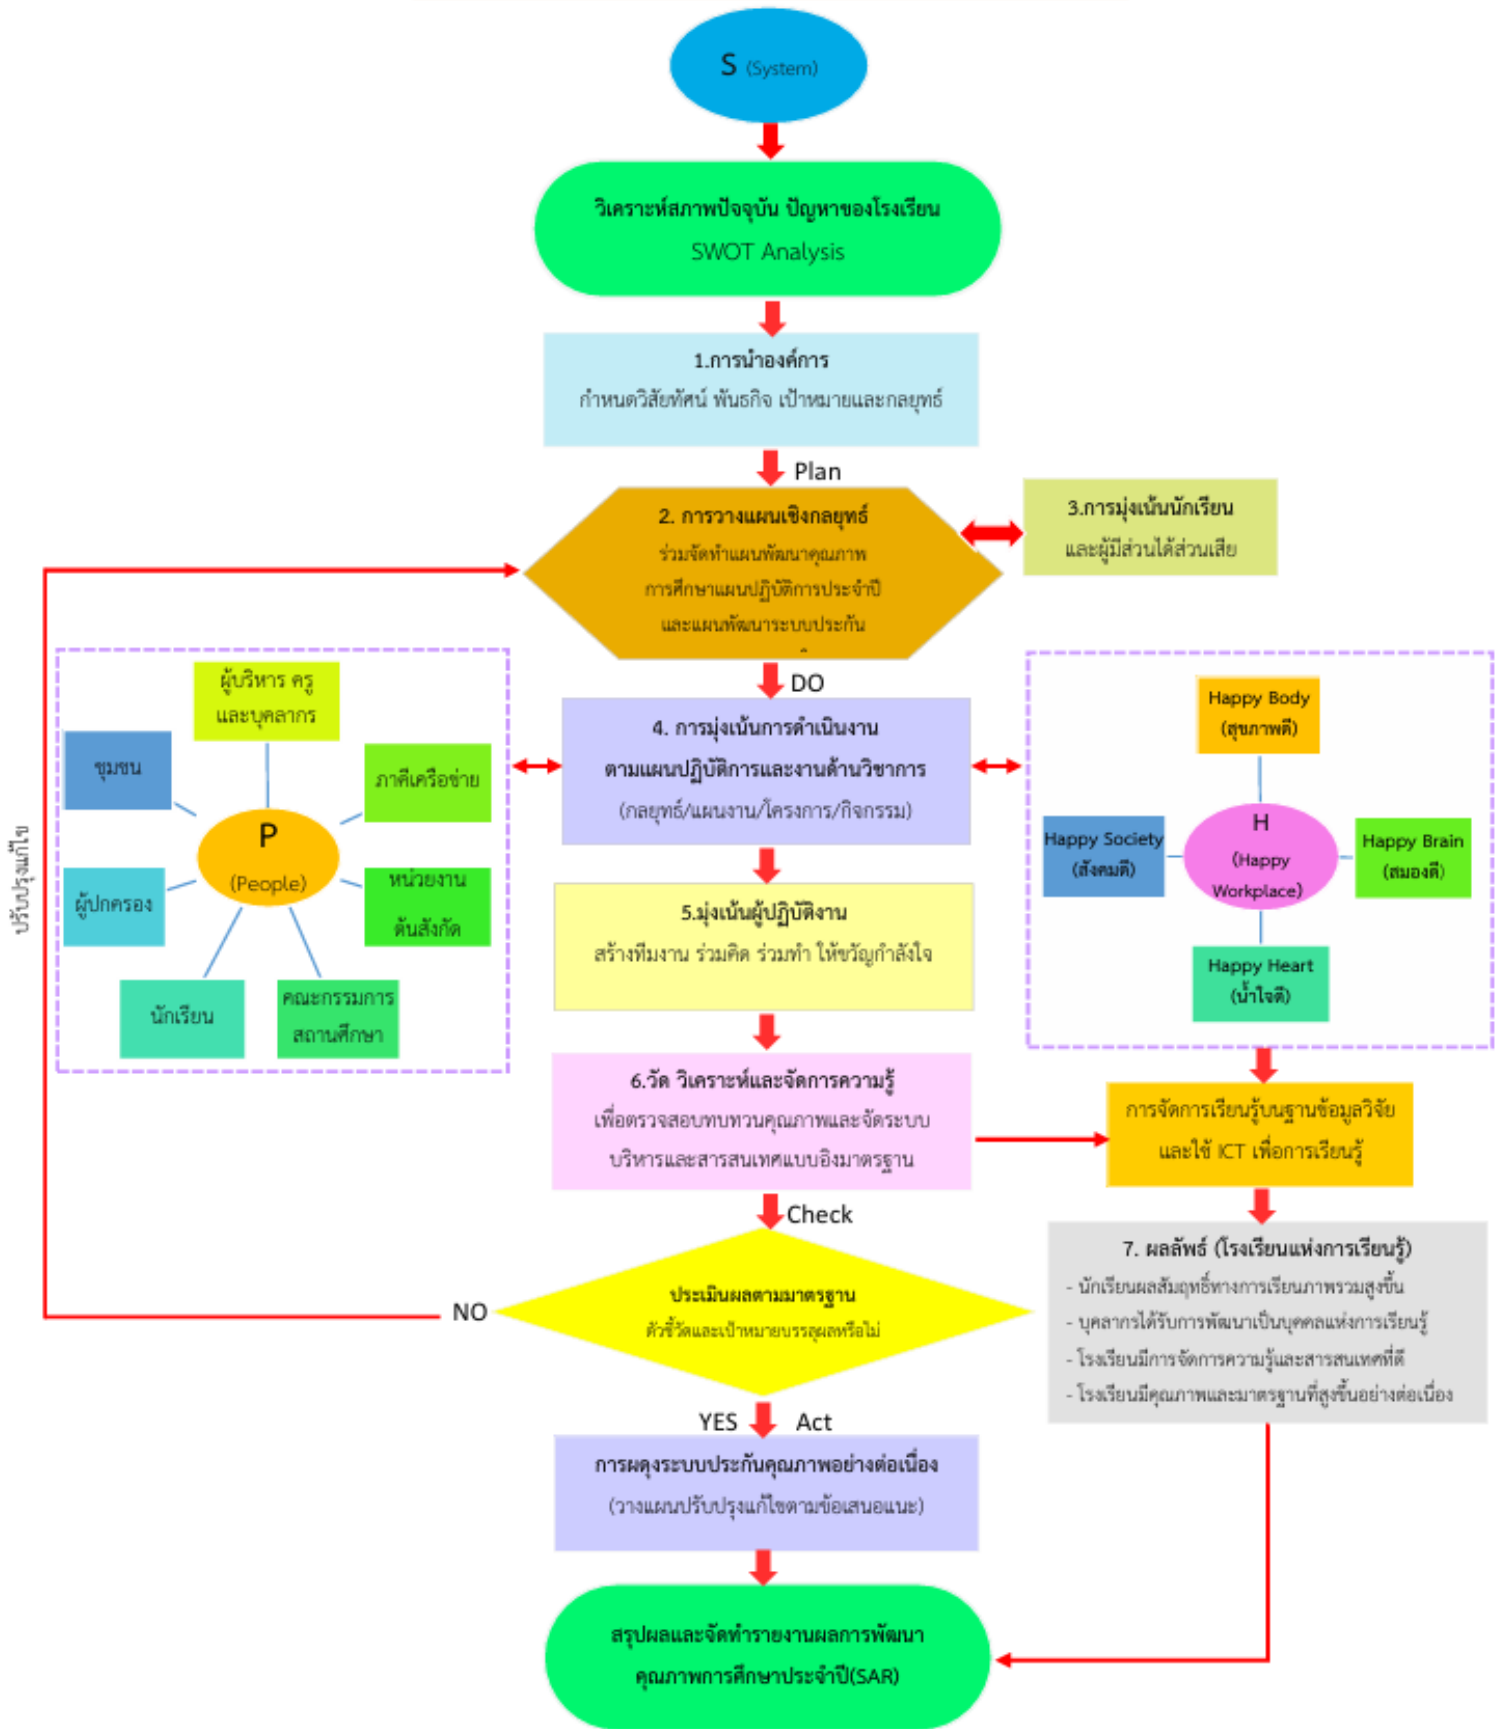 S (System)
วิเคราะห์สภาพปัจจุบัน ปัญหาของโรงเรียน
SWOT Analysis
1.การนำองค์การ
กำหนดวิสัยทัศน์ พันธกิจ เป้าหมายและกลยุทธ์
Plan
2. การวางแผนเชิงกลยุทธ์
ร่วมจัดทำแผนพัฒนาคุณภาพ
การศึกษาแผนปฏิบัติการประจำปี
และแผนพัฒนาระบบประกัน
3.การมุ่งเน้นนักเรียน
และผู้มีส่วนได้ส่วนเสีย
DO
ผู้บริหาร ครู
และบุคลากร
ชุมชน
ภาคีเครือข่าย
P
(People)
ผู้ปกครอง
หน่วยงาน
ต้นสังกัด
นักเรียน
คณะกรรมการ
สถานศึกษา
4. การมุ่งเน้นการดำเนินงาน
ตามแผนปฏิบัติการและงานด้านวิชาการ
(กลยุทธ์/แผนงาน/โครงการ/กิจกรรม)
Happy Body
(สุขภาพดี)
Happy Society
(สังคมดี)
H
(Happy
Workplace)
Happy Brain
(สมองดี)
Happy Heart
(น้ำใจดี)
ปรับปรุงแก้ไข
5.มุ่งเน้นผู้ปฏิบัติงาน
สร้างทีมงาน ร่วมคิด ร่วมทำ ให้ขวัญกำลังใจ
6.วัด วิเคราะห์และจัดการความรู้
เพื่อตรวจสอบทบทวนคุณภาพและจัดระบบ
บริหารและสารสนเทศแบบอิงมาตรฐาน
การจัดการเรียนรู้บนฐานข้อมูลวิจัย
และใช้ ICT เพื่อการเรียนรู้
Check
ประเมินผลตามมาตรฐาน
ตัวชี้วัดและเป้าหมายบรรลุผลหรือไม่
NO
7. ผลลัพธ์ (โรงเรียนแห่งการเรียนรู้)
- นักเรียนผลสัมฤทธิ์ทางการเรียนภาพรวมสูงขึ้น
- บุคลากรได้รับการพัฒนาเป็นบุคคลแห่งการเรียนรู้
- โรงเรียนมีการจัดการความรู้และสารสนเทศที่ดี
- โรงเรียนมีคุณภาพและมาตรฐานที่สูงขึ้นอย่างต่อเนื่อง
YES Act
การผดุงระบบประกันคุณภาพอย่างต่อเนื่อง
(วางแผนปรับปรุงแก้ไขตามข้อเสนอแนะ)
สรุปผลและจัดทำรายงานผลการพัฒนา
คุณภาพการศึกษาประจำปี(SAR)